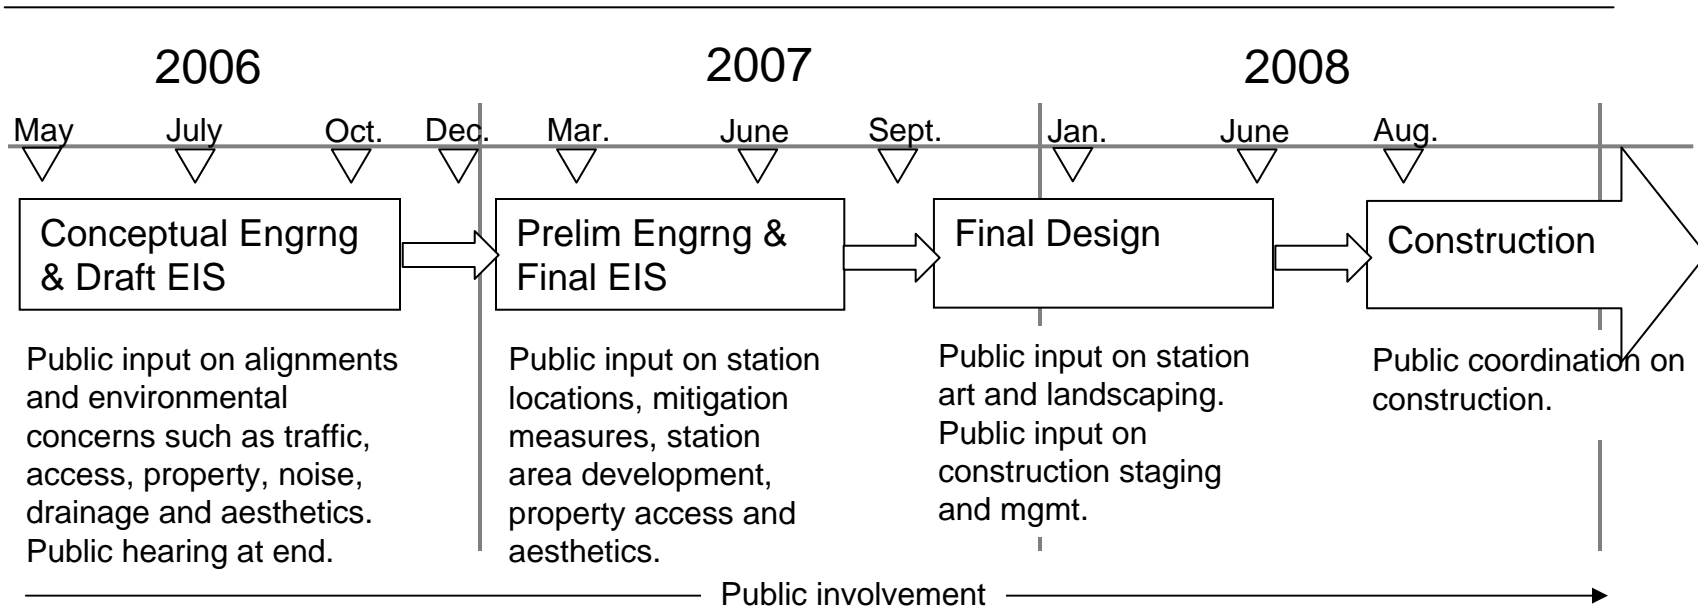 2006
2007
2008
May
July
Oct.
Dec.
Mar.
June
Sept.
Jan.
June
Aug.
Conceptual Engrng
& Draft EIS
Prelim Engrng &
Final EIS
Final Design
Construction
Public input on alignments
and environmental
concerns such as traffic,
access, property, noise,
drainage and aesthetics.
Public hearing at end.
Public input on station
locations, mitigation
measures, station
area development,
property access and
aesthetics.
Public input on station
art and landscaping.
Public input on
construction staging
and mgmt.
Public coordination on
construction.
Public involvement